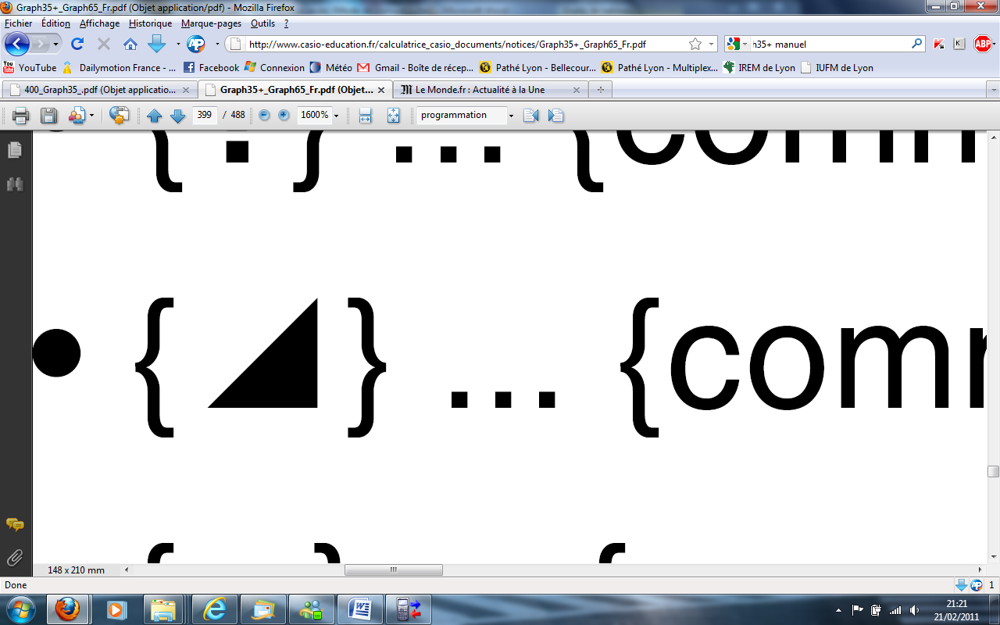 Graph35+_Graph65_Fr.pdf (Objet application/pdf) - Mozilla Firefox
Fichier Édition Affichage Historique Marque-pages Outils ?
http://www.casio-education.fr/calculatrice_casio_documents/notices/Graph35+_Graph65_Fr.pdf
h35+ manuel
K
ABP
YouTube Dailymotion France - ... Facebook Connexion Météo Gmail - Boîte de récep... Pathé Lyon - Bellecour... Pathé Lyon - Multiplex... IREM de Lyon IUFM de Lyon
400_Graph35_.pdf (Objet applicatio... Graph35+_Graph65_Fr.pdf (Objet... Le Monde.fr : Actualité à la Une
399 / 488 1600% programmation
● {◢} ... {comm
148 x 210 mm
Done 1
21:21
21/02/2011